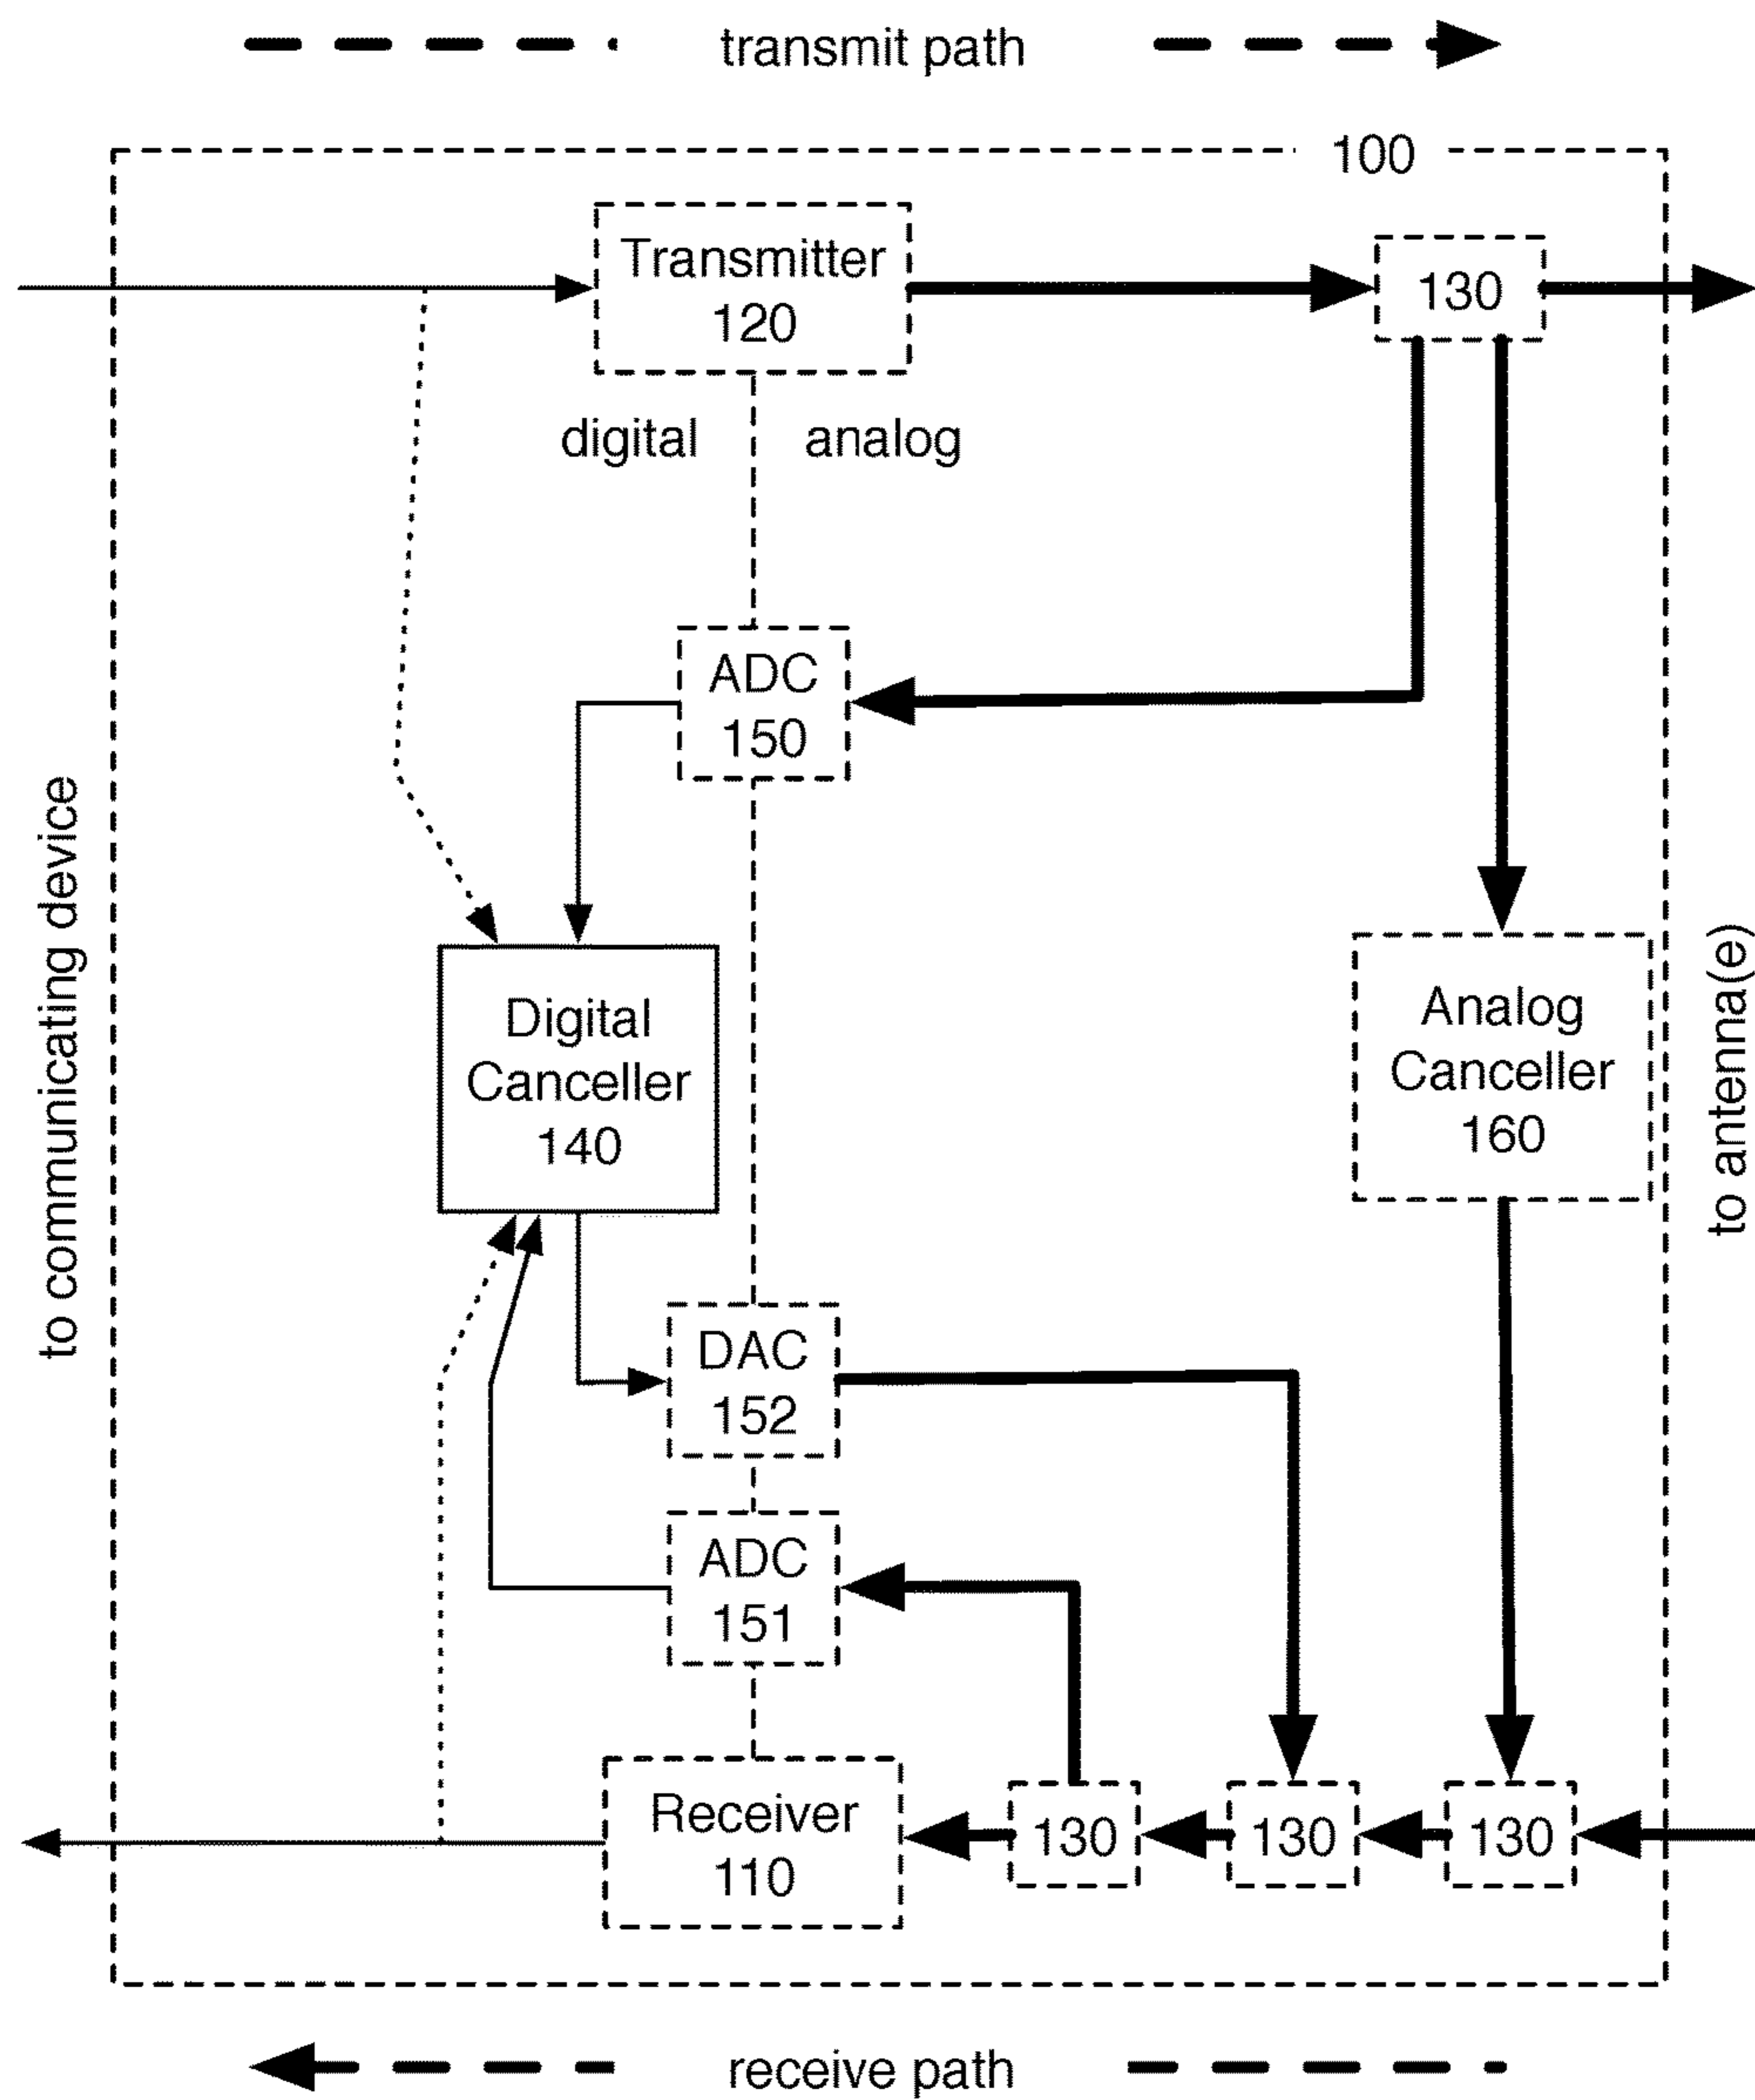 transmit path
100
Transmitter
120
130
digital
analog
ADC
150
to communicating device
Digital
Canceller
140
Analog
Canceller
160
to antenna(e)
DAC
152
ADC
151
Receiver
110
130
130
130
receive path